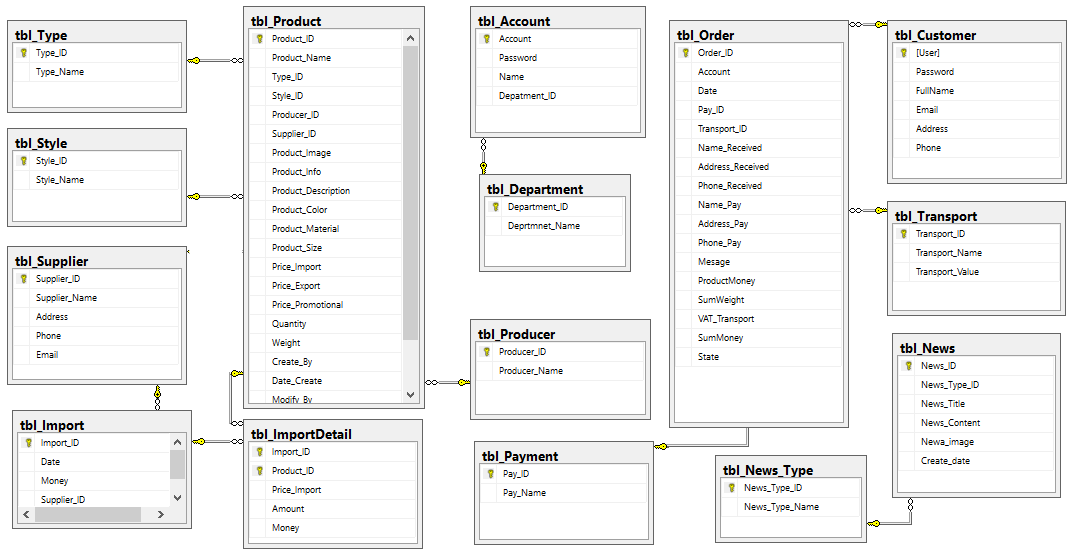 tbl_Type
Type_ID
Type_Name
tbl_Style
Style_ID
Style_Name
tbl_Supplier
Supplier_ID
Supplier_Name
Address
Phone
Email
tbl_Import
Import_ID
Date
Money
Supplier_ID
tbl_Product
Product_ID
Product_Name
Type_ID
Style_ID
Producer_ID
Supplier_ID
Product_Image
Product_Info
Product_Description
Product_Color
Product_Material
Product_Size
Price_Import
Price_Export
Price_Promotional
Quantity
Weight
Create_By
Date_Create
Modify_By
tbl_ImportDetail
Import_ID
Product_ID
Price_Import
Amount
Money
tbl_Account
Account
Password
Name
Depatment_ID
tbl_Department
Department_ID
Deprtmnet_Name
tbl_Producer
Producer_ID
Producer_Name
tbl_Payment
Pay_ID
Pay_Name
tbl_Order
Order_ID
Account
Date
Pay_ID
Transport_ID
Name_Received
Address_Received
Phone_Received
Name_Pay
Address_Pay
Phone_Pay
Mesage
ProductMoney
SumWeight
VAT_Transport
SumMoney
State
tbl_News_Type
News_Type_ID
News_Type_Name
tbl_Customer
[User]
Password
FullName
Email
Address
Phone
tbl_Transport
Transport_ID
Transport_Name
Transport_Value
tbl_News
News_ID
News_Type_ID
News_Title
News_Content
Newa_image
Create_date